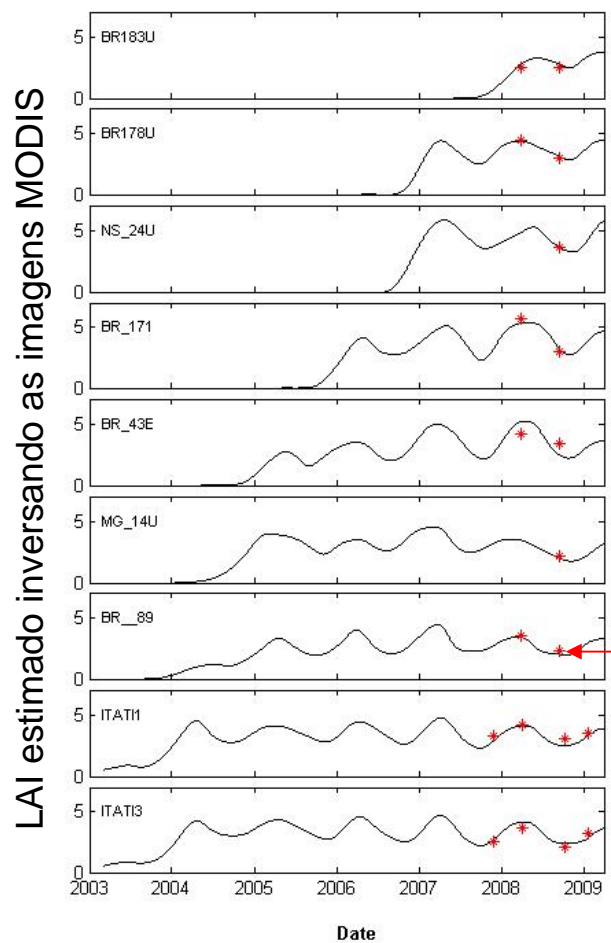 LAI estimado inversando as imagens MODIS
5
BR183U
0
5
BR178U
0
5
NS_24U
0
5
BR_171
0
5
BR_43E
0
5
MG_14U
0
5
BR__89
0
5
ITATI1
0
5
ITATI3
0
2003 2004 2005 2006 2007 2008 2009
Date